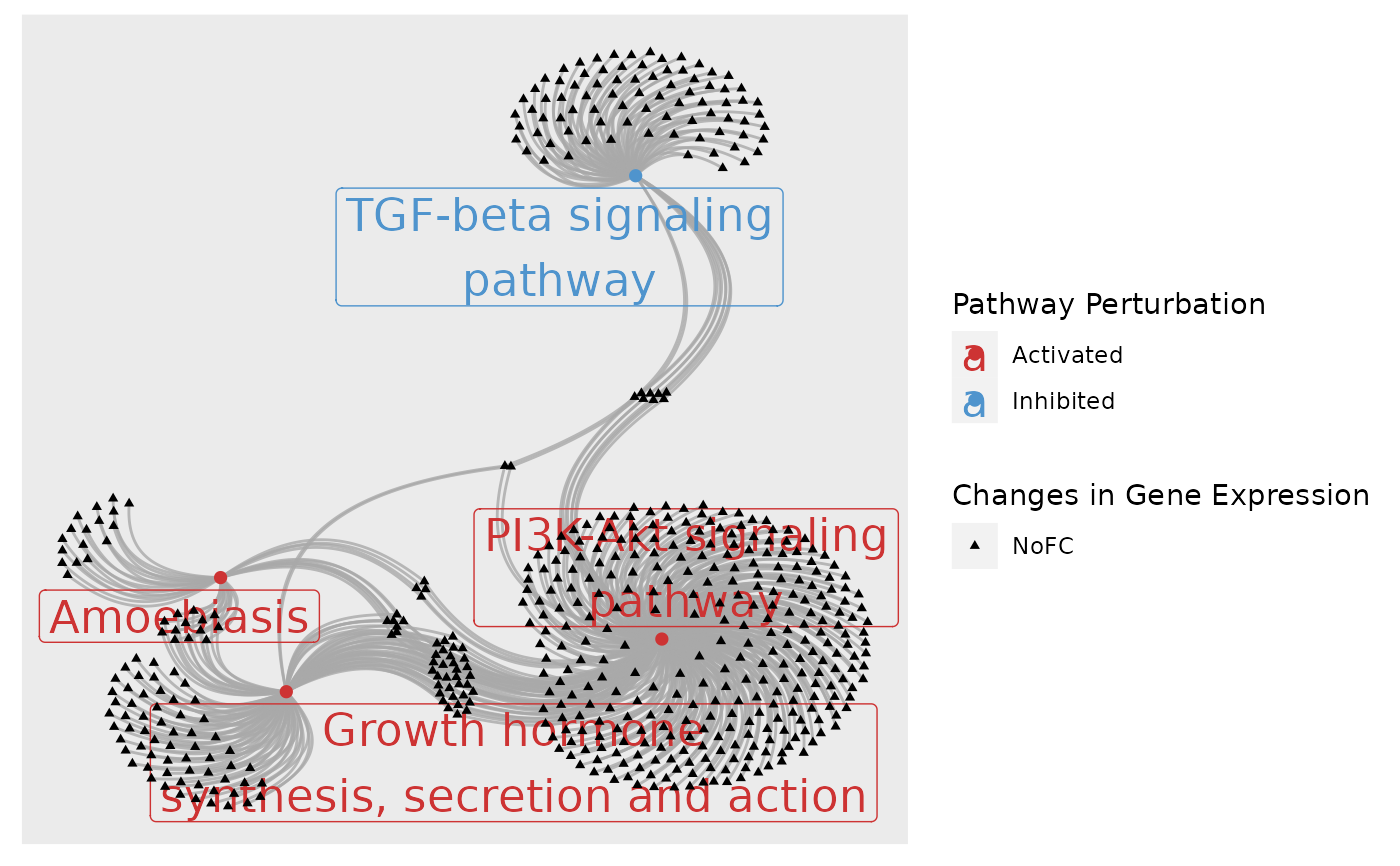 TGF-beta signaling
pathway
PI3K-Akt signaling
pathway
Amoebiasis
Growth hormone
synthesis, secretion and action
Pathway Perturbation
a Activated
a Inhibited
Changes in Gene Expression
NoFC